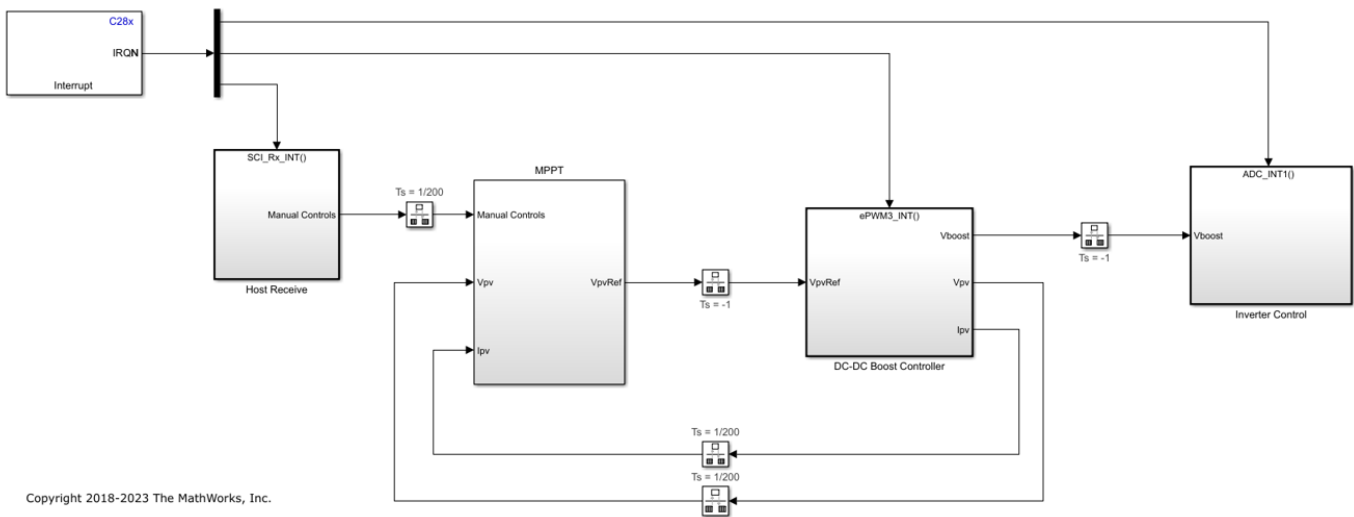 C28x
IRQN
Interrupt
SCI_Rx_INT()
Manual Controls
Host Receive
Ts = 1/200
MPPT
Manual Controls
Vpv
Ipv
VpvRef
Ts = -1
ePWM3_INT()
VpvRef
Vboost
Vpv
Ipv
DC-DC Boost Controller
Ts = -1
ADC_INT1()
Vboost
Inverter Control
Ts = 1/200
Ts = 1/200
Copyright 2018-2023 The MathWorks, Inc.